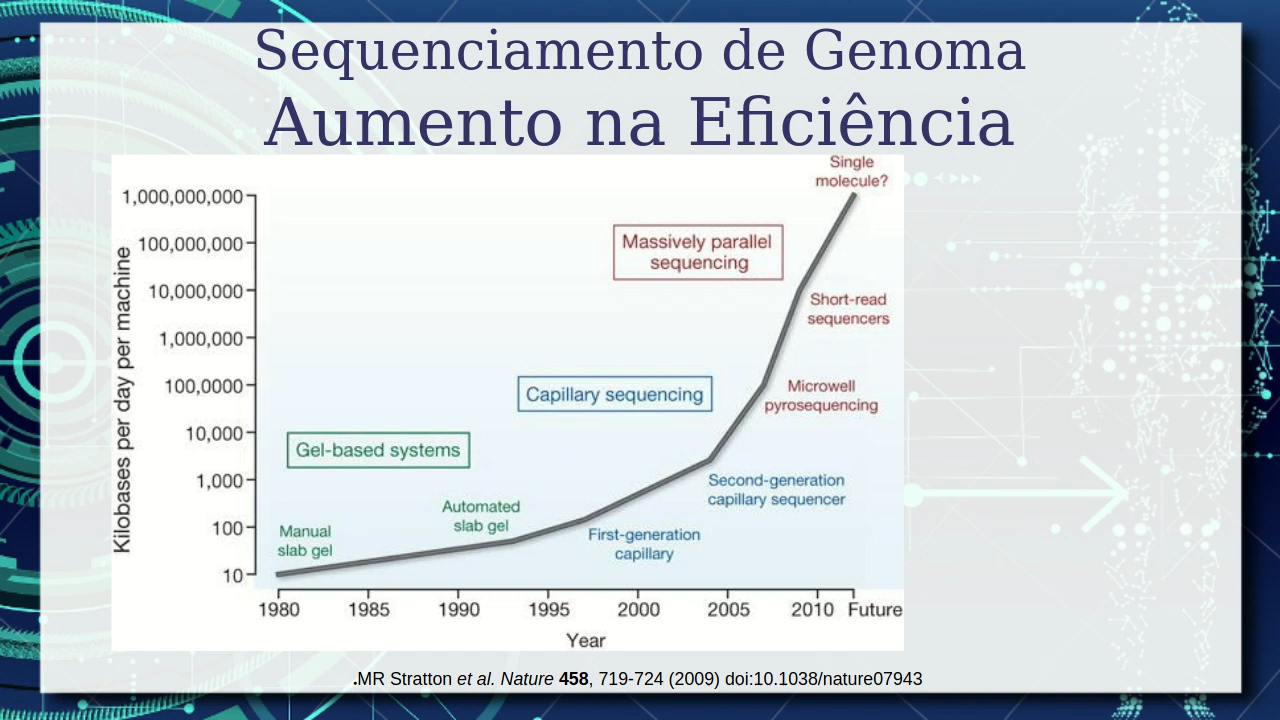 Sequenciamento de Genoma
Aumento na Eficiência
Single
molecule?
1,000,000,000
100,000,000
10,000,000
1,000,000
100,0000
10,000
1,000
100
10
Kilobases per day per machine
Massively parallel
sequencing
Short-read
sequencers
Capillary sequencing
Microwell
pyrosequencing
Gel-based systems
Second-generation
capillary sequencer
Automated
slab gel
Manual
slab gel
First-generation
capillary
1980 1985 1990 1995 2000 2005 2010 Future
Year
.MR Stratton et al. Nature 458, 719-724 (2009) doi:10.1038/nature07943